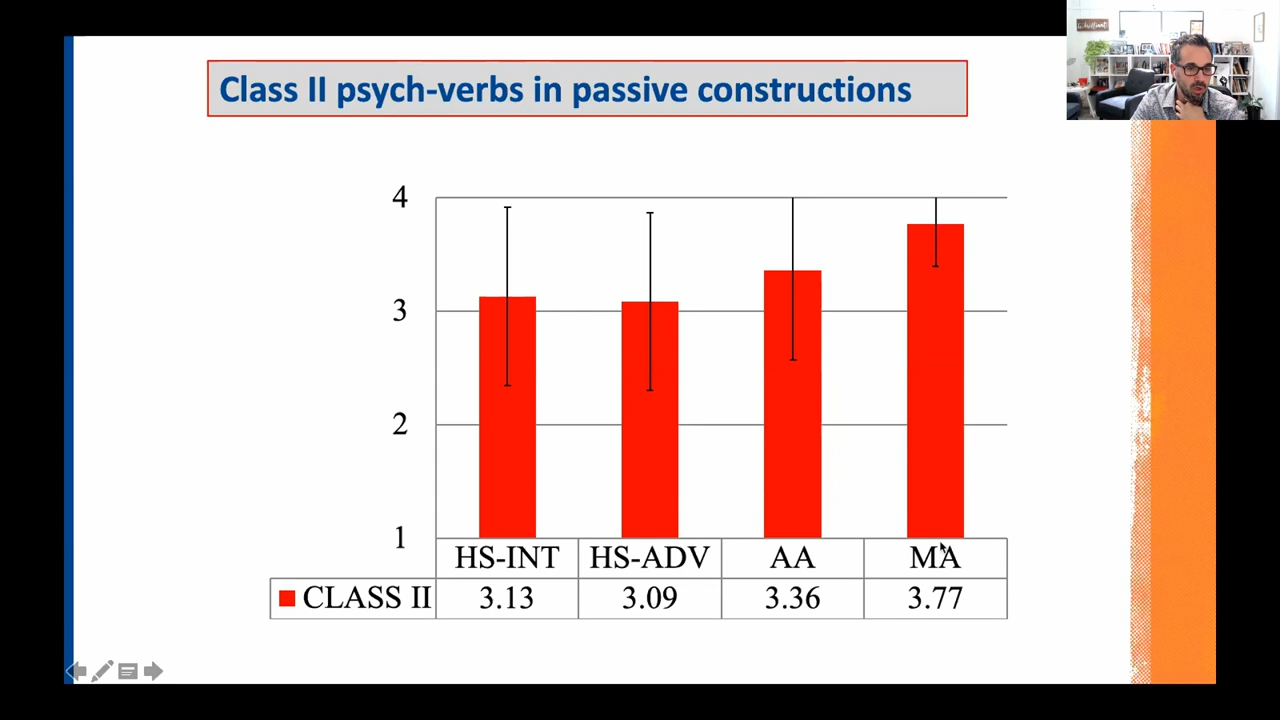 Class II psych-verbs in passive constructions
4
3
2
1
HS-INT HS-ADV AA MA
CLASS II 3.13 3.09 3.36 3.77